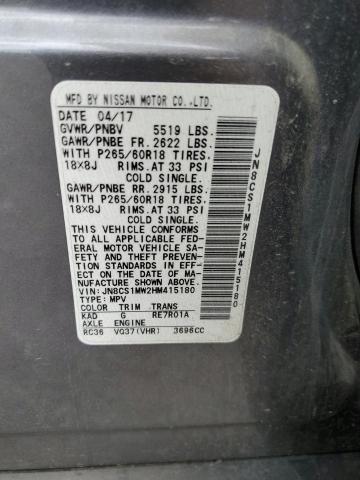 MFD BY NISSAN MOTOR CO.,LTD.
DATE 04/17
GVWR/PNBV 5519 LBS.
GAWR/PNBE FR. 2622 LBS.
WITH P265/60R18 TIRES.
18X8J RIMS.AT 33 PSI
COLD SINGLE.
GAWR/PNBE RR. 2915 LBS.
WITH P265/60R18 TIRES.
18X8J RIMS.AT 33 PSI
COLD SINGLE.
THIS VEHICLE CONFORMS
TO ALL APPLICABLE FED-
ERAL MOTOR VEHICLE SA-
FETY AND THEFT PREVENTION
STANDARDS IN EFFECT
ON THE DATE OF MA-
NUFACTURE SHOWN ABOVE.
VIN: JN8CS1MW2HM415180
TYPE: MPV
COLOR TRIM TRANS
KAD G RE7R01A
AXLE ENGINE
RC36 VQ37(VHR) 3696CC
JN8CS1MW2HM415180